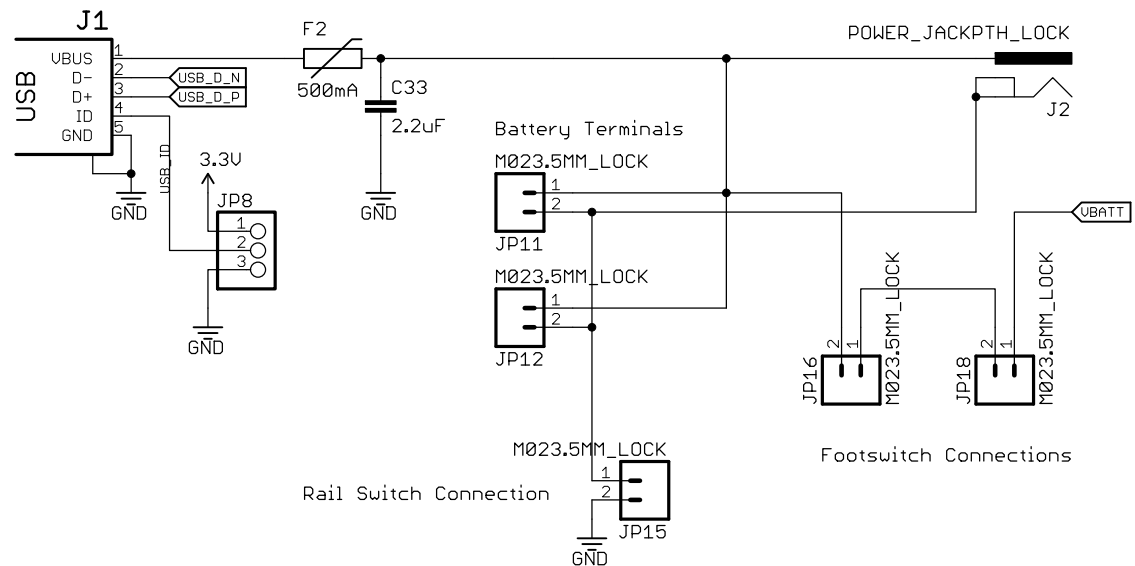 J1
F2
POWER_JACKPTH_LOCK
USB
VBUS 1
D- 2 USB_D_N
D+ 3 USB_D_P
ID 4
GND 5
500mA
C33
2.2uF
J2
Battery Terminals
USB_ID
3.3V
GND
GND
M023.5MM_LOCK
1
2
JP11
VBATT
JP8
1
2
3
GND
M023.5MM_LOCK
1
2
JP12
JP16
2
1
M023.5MM_LOCK
JP18
2
1
M023.5MM_LOCK
Footswitch Connections
M023.5MM_LOCK
1
2
JP15
Rail Switch Connection
GND